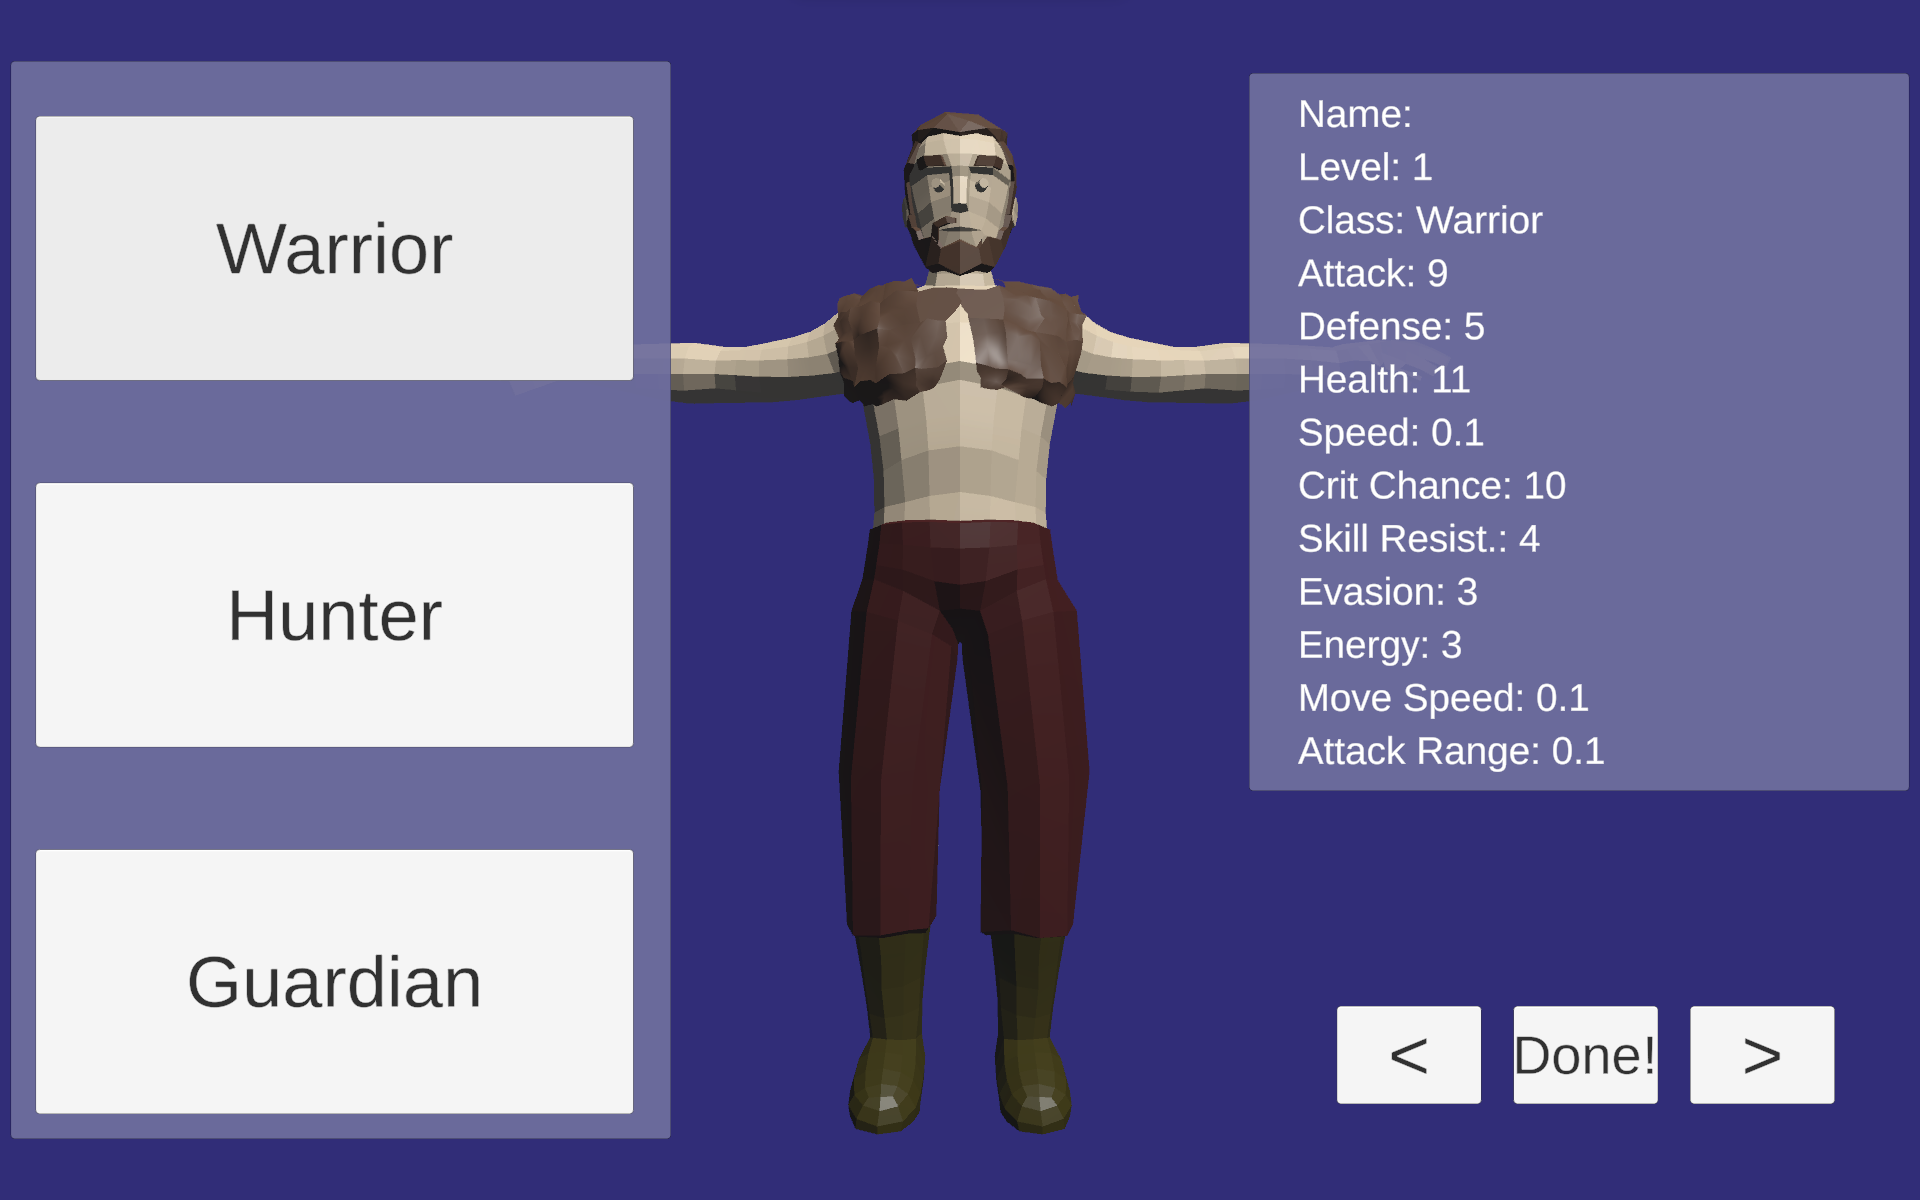 Warrior
Hunter
Guardian
Name:
Level: 1
Class: Warrior
Attack: 9
Defense: 5
Health: 11
Speed: 0.1
Crit Chance: 10
Skill Resist.: 4
Evasion: 3
Energy: 3
Move Speed: 0.1
Attack Range: 0.1
< Done! >